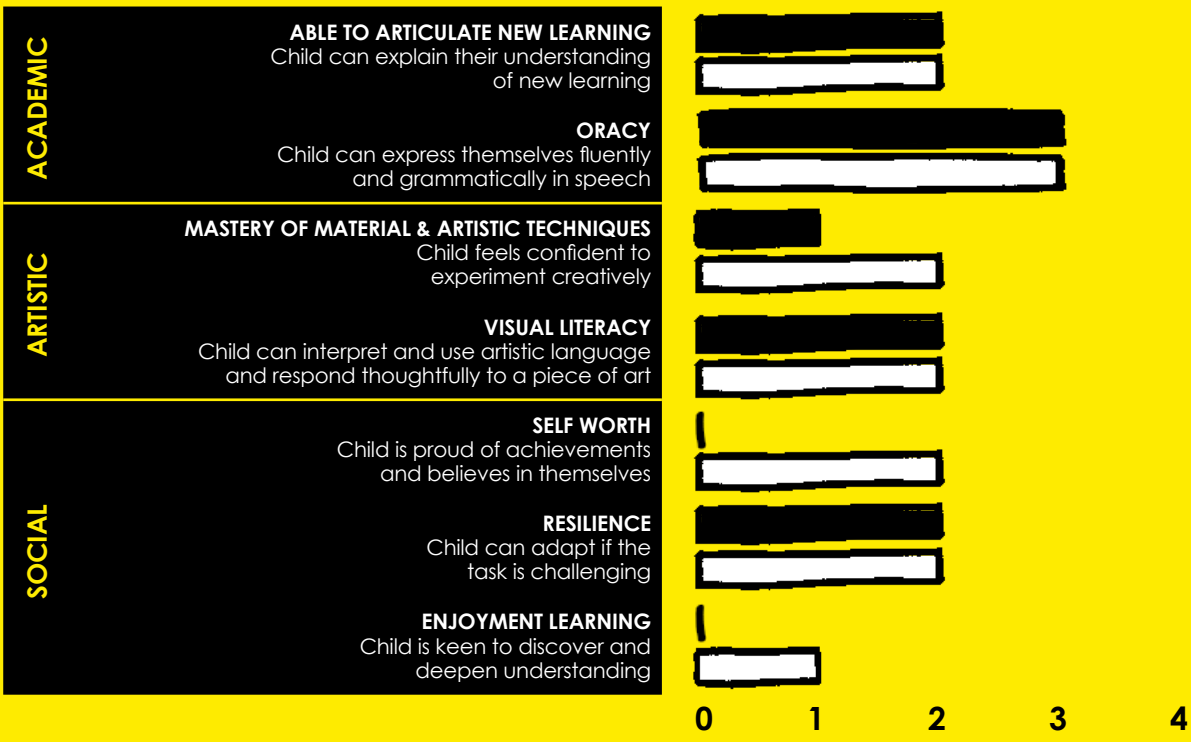 ACADEMIC
ABLE TO ARTICULATE NEW LEARNING
Child can explain their understanding
of new learning
ORACY
Child can express themselves fluently
and grammatically in speech
ARTISTIC
MASTERY OF MATERIAL & ARTISTIC TECHNIQUES
Child feels confident to
experiment creatively
VISUAL LITERACY
Child can interpret and use artistic language
and respond thoughtfully to a piece of art
SOCIAL
SELF WORTH
Child is proud of achievements
and believes in themselves
RESILIENCE
Child can adapt if the
task is challenging
ENJOYMENT LEARNING
Child is keen to discover and
deepen understanding
0 1 2 3 4